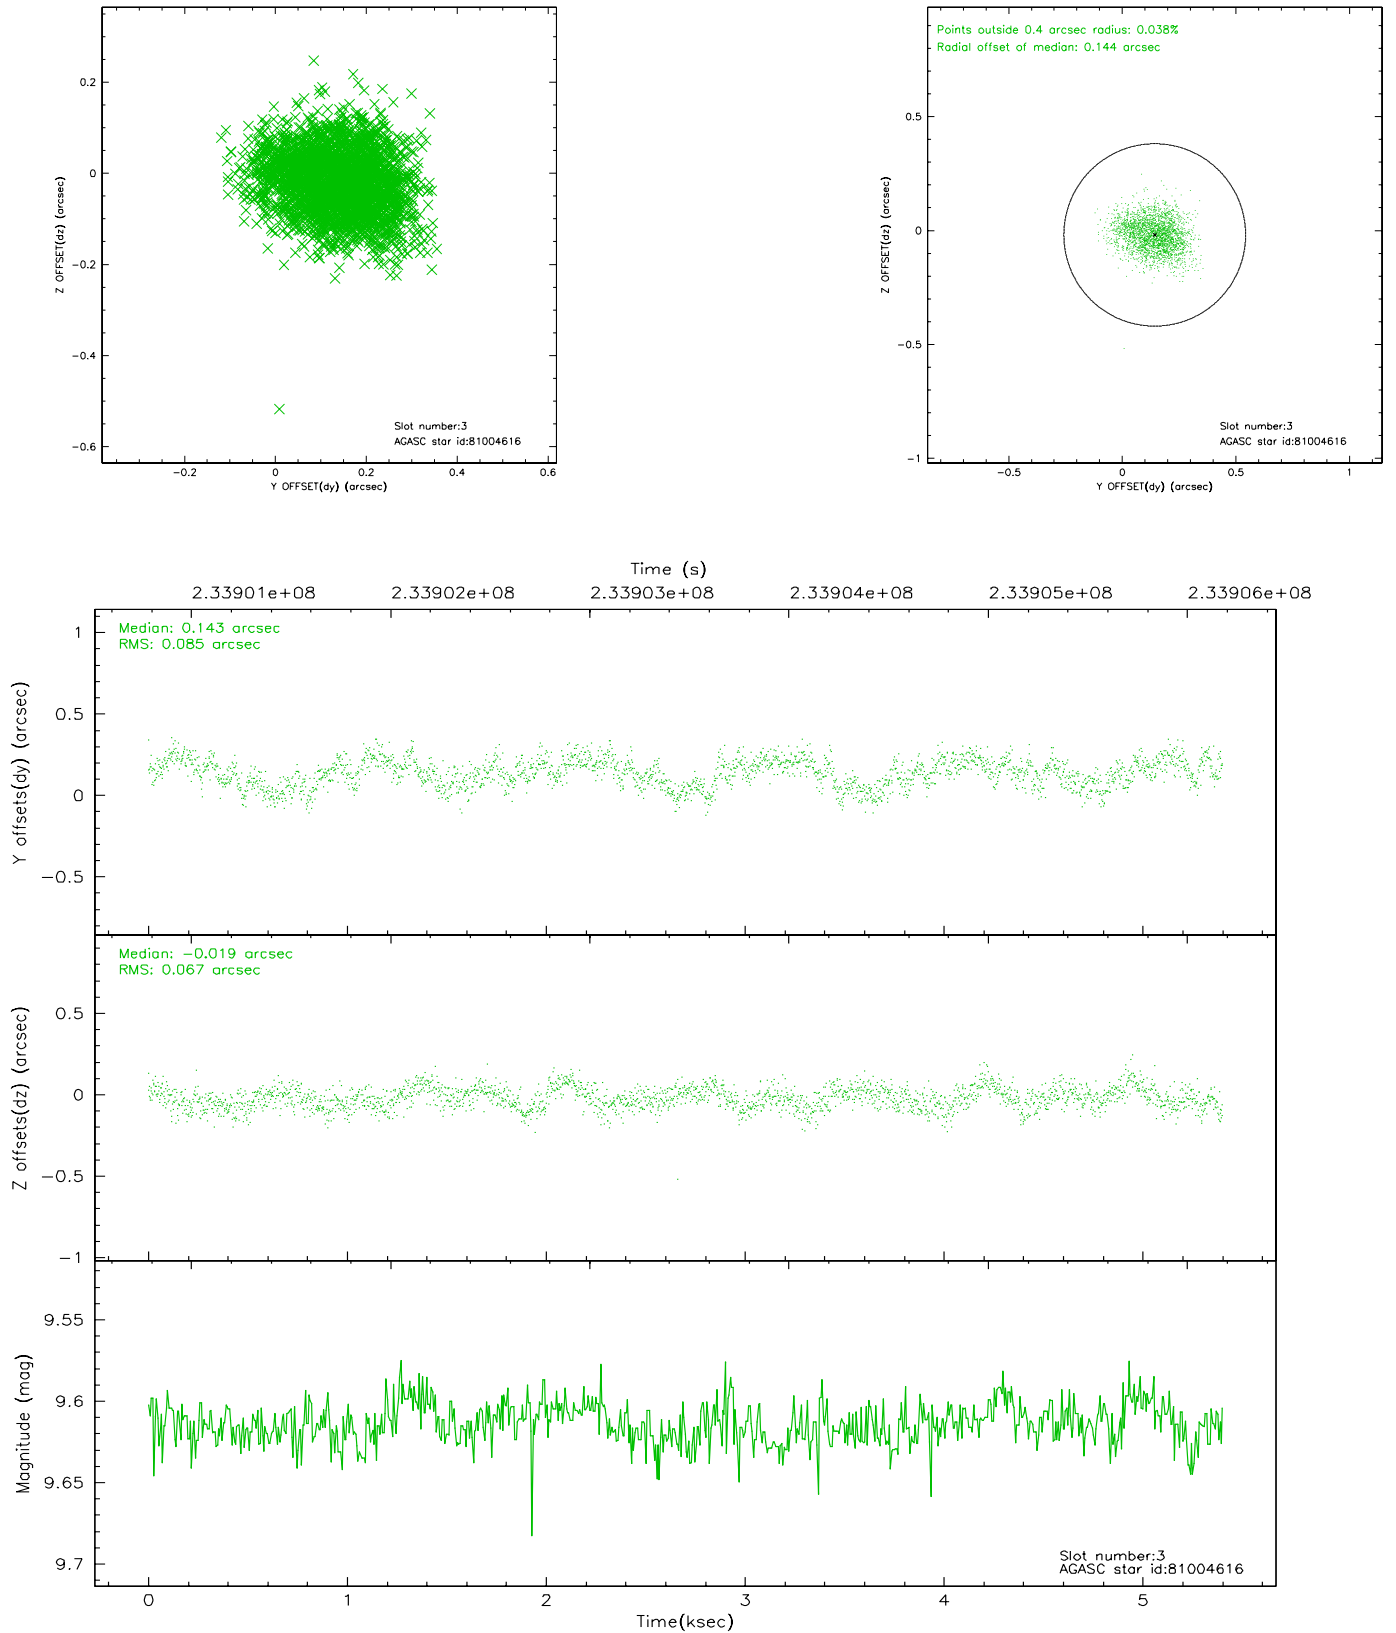 0.2
0
−0.2
−0.4
−0.6
Z OFFSET(dz) (arcsec)
Slot number:3
AGASC star id:81004616
−0.2 0 0.2 0.4 0.6
Y OFFSET(dy) (arcsec)
Points outside 0.4 arcsec radius: 0.038%
Radial offset of median: 0.144 arcsec
0.5
0
−0.5
−1
Z OFFSET(dz) (arcsec)
Slot number:3
AGASC star id:81004616
−0.5 0 0.5 1
Y OFFSET(dy) (arcsec)
Time (s)
2.33901e+08 2.33902e+08 2.33903e+08 2.33904e+08 2.33905e+08 2.33906e+08
Median: 0.143 arcsec
RMS: 0.085 arcsec
1
0.5
0
−0.5
Y offsets(dy) (arcsec)
Median: −0.019 arcsec
RMS: 0.067 arcsec
0.5
0
−0.5
−1
Z offsets(dz) (arcsec)
9.55
9.6
9.65
9.7
Magnitude (mag)
Slot number:3
AGASC star id:81004616
0 1 2 3 4 5
Time(ksec)